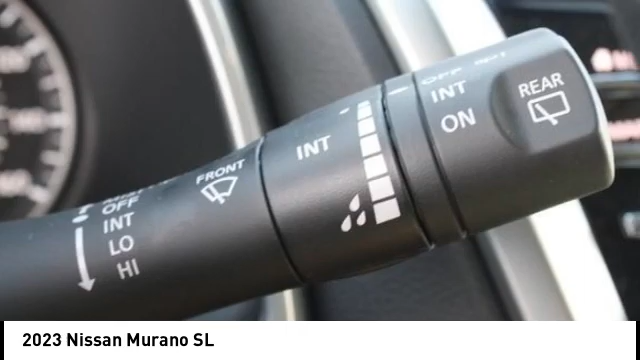 FRONT
OFF
INT
LO
HI
INT
OFF
INT
ON
REAR
2023 Nissan Murano SL